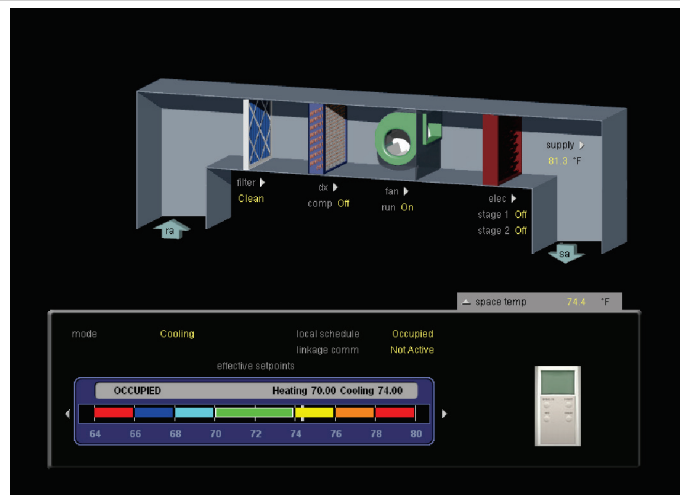 supply
81.3 °F
filter
Clean
dx
comp Off
fan
run On
elec
stage 1 Off
stage 2 Off
ra
sa
space temp 74.4 °F
mode Cooling local schedule Occupied
linkage comm Not Active
effective setpoints
OCCUPIED Heating 70.00 Cooling 74.00
64 66 68 70 72 74 76 78 80